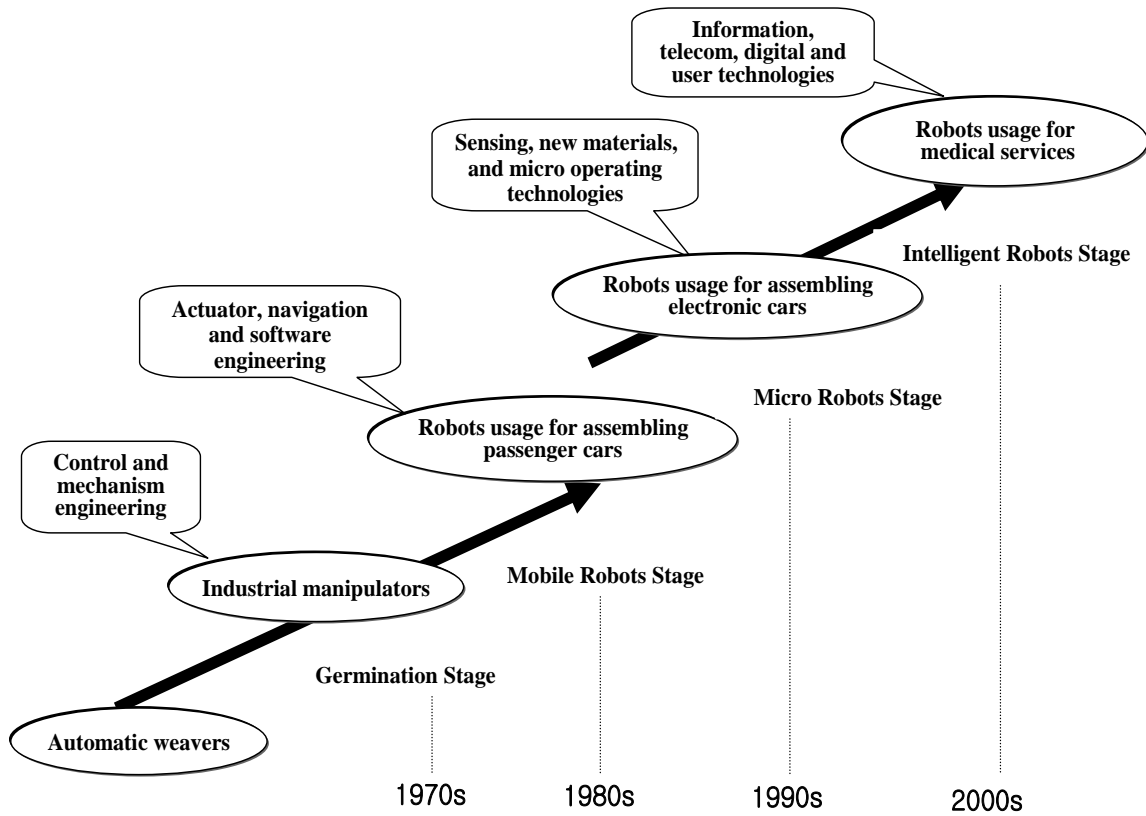 Information,
telecom, digital and
user technologies
Robots usage for
medical services
Sensing, new materials,
and micro operating
technologies
Intelligent Robots Stage
Robots usage for assembling
electronic cars
Actuator, navigation
and software
engineering
Micro Robots Stage
Robots usage for assembling
passenger cars
Control and
mechanism
engineering
Mobile Robots Stage
Industrial manipulators
Germination Stage
Automatic weavers
1970s
1980s
1990s
2000s